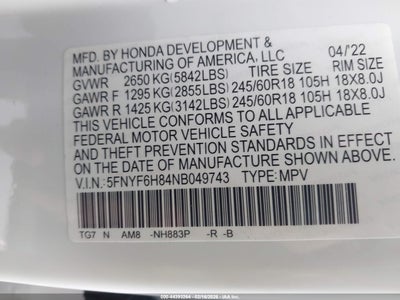 MFD. BY HONDA DEVELOPMENT &
MANUFACTURING OF AMERICA, LLC 04/'22
GVWR 2650 KG(5842LBS) TIRE SIZE RIM SIZE
GAWR F 1295 KG(2855LBS) 245/60R18 105H 18X8.0J
GAWR R 1425 KG(3142LBS) 245/60R18 105H 18X8.0J
THIS VEHICLE CONFORMS TO ALL APPLICABLE
FEDERAL MOTOR VEHICLE SAFETY
AND THEFT PREVENTION STANDARDS IN EFFECT
ON THE DATE OF MANUFACTURE SHOWN ABOVE.
V.I.N.: 5FNYF6H84NB049743 TYPE: MPV
TG7 N AM8 -NH883P -R -B